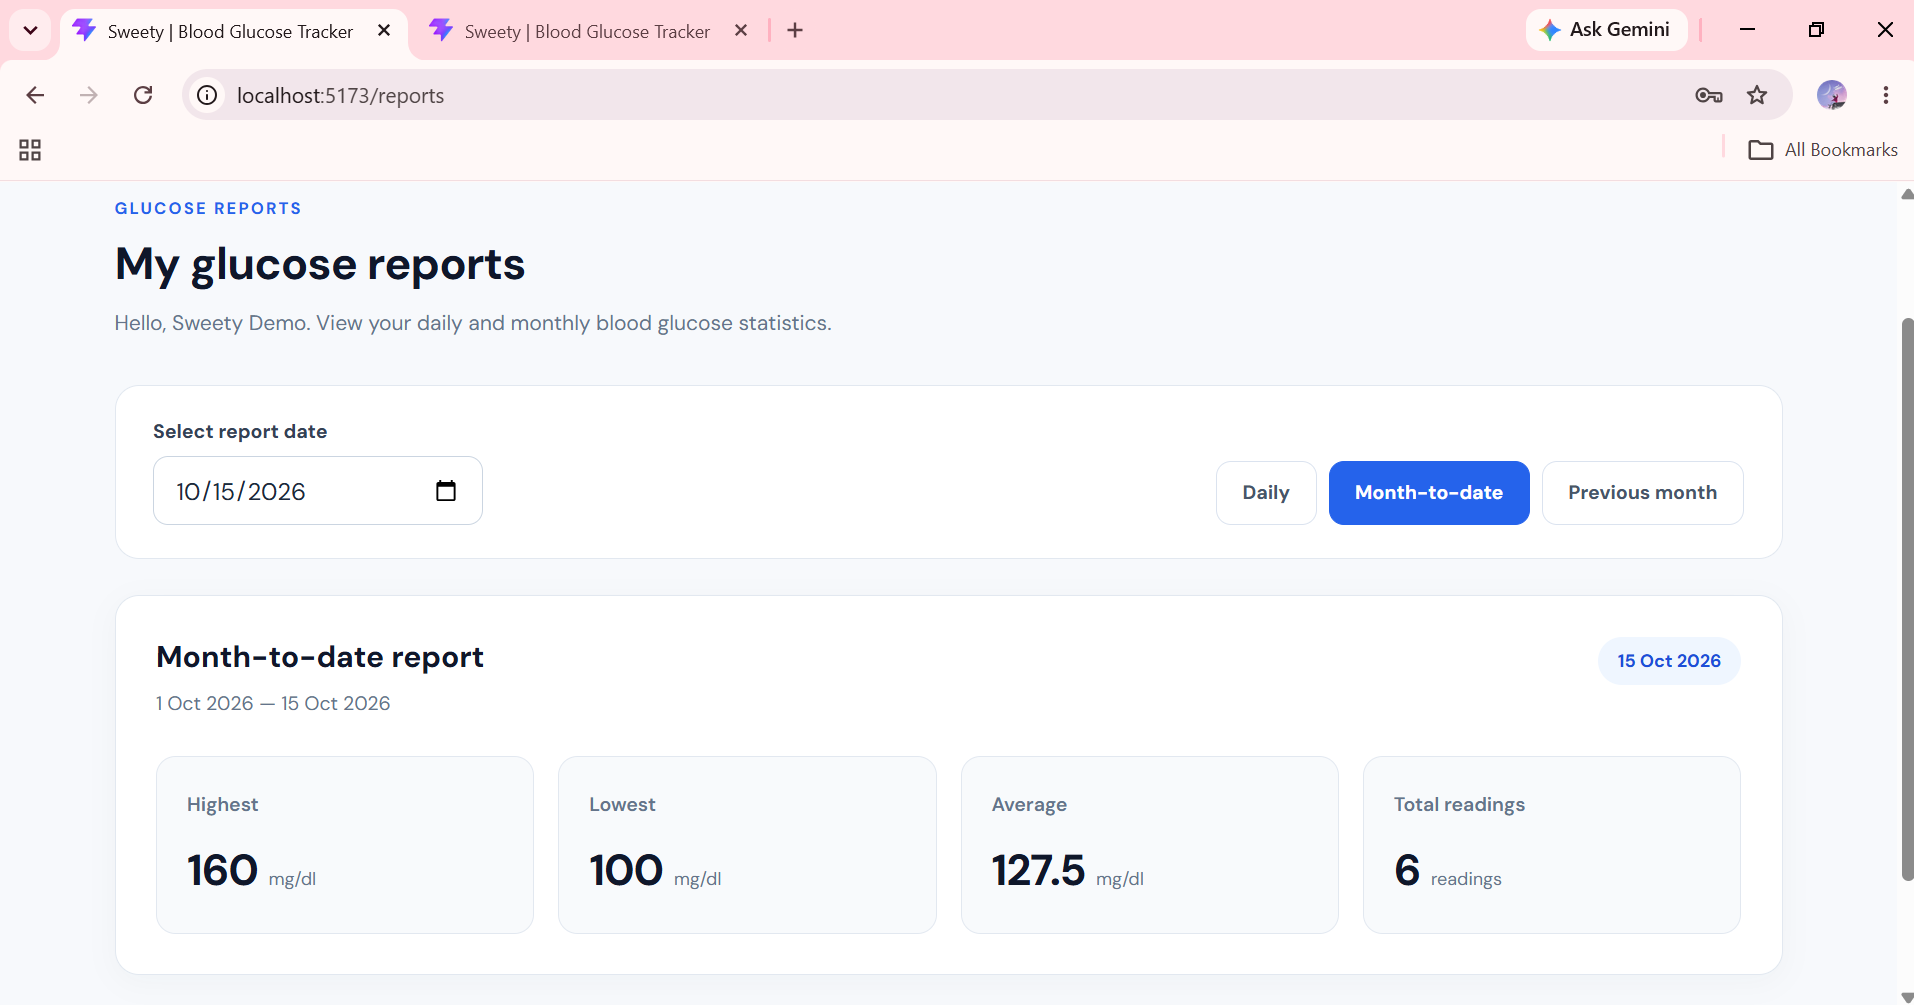 Sweety | Blood Glucose Tracker
Sweety | Blood Glucose Tracker
Ask Gemini
localhost:5173/reports
All Bookmarks
GLUCOSE REPORTS
My glucose reports
Hello, Sweety Demo. View your daily and monthly blood glucose statistics.
Select report date
10/15/2026
Daily
Month-to-date
Previous month
Month-to-date report
15 Oct 2026
1 Oct 2026 — 15 Oct 2026
Highest
160 mg/dl
Lowest
100 mg/dl
Average
127.5 mg/dl
Total readings
6 readings